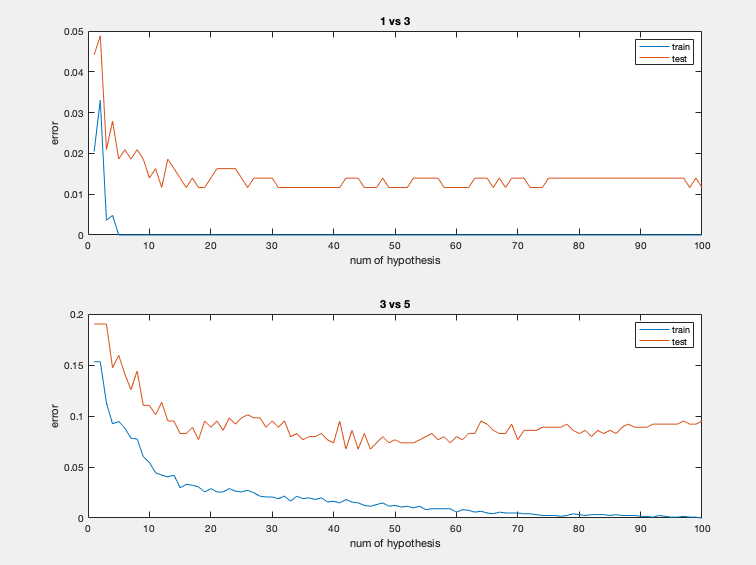 1 vs 3
0.05
0.04
0.03
0.02
0.01
0
error
train
test
0 10 20 30 40 50 60 70 80 90 100
num of hypothesis
3 vs 5
0.2
0.15
0.1
0.05
0
error
train
test
0 10 20 30 40 50 60 70 80 90 100
num of hypothesis